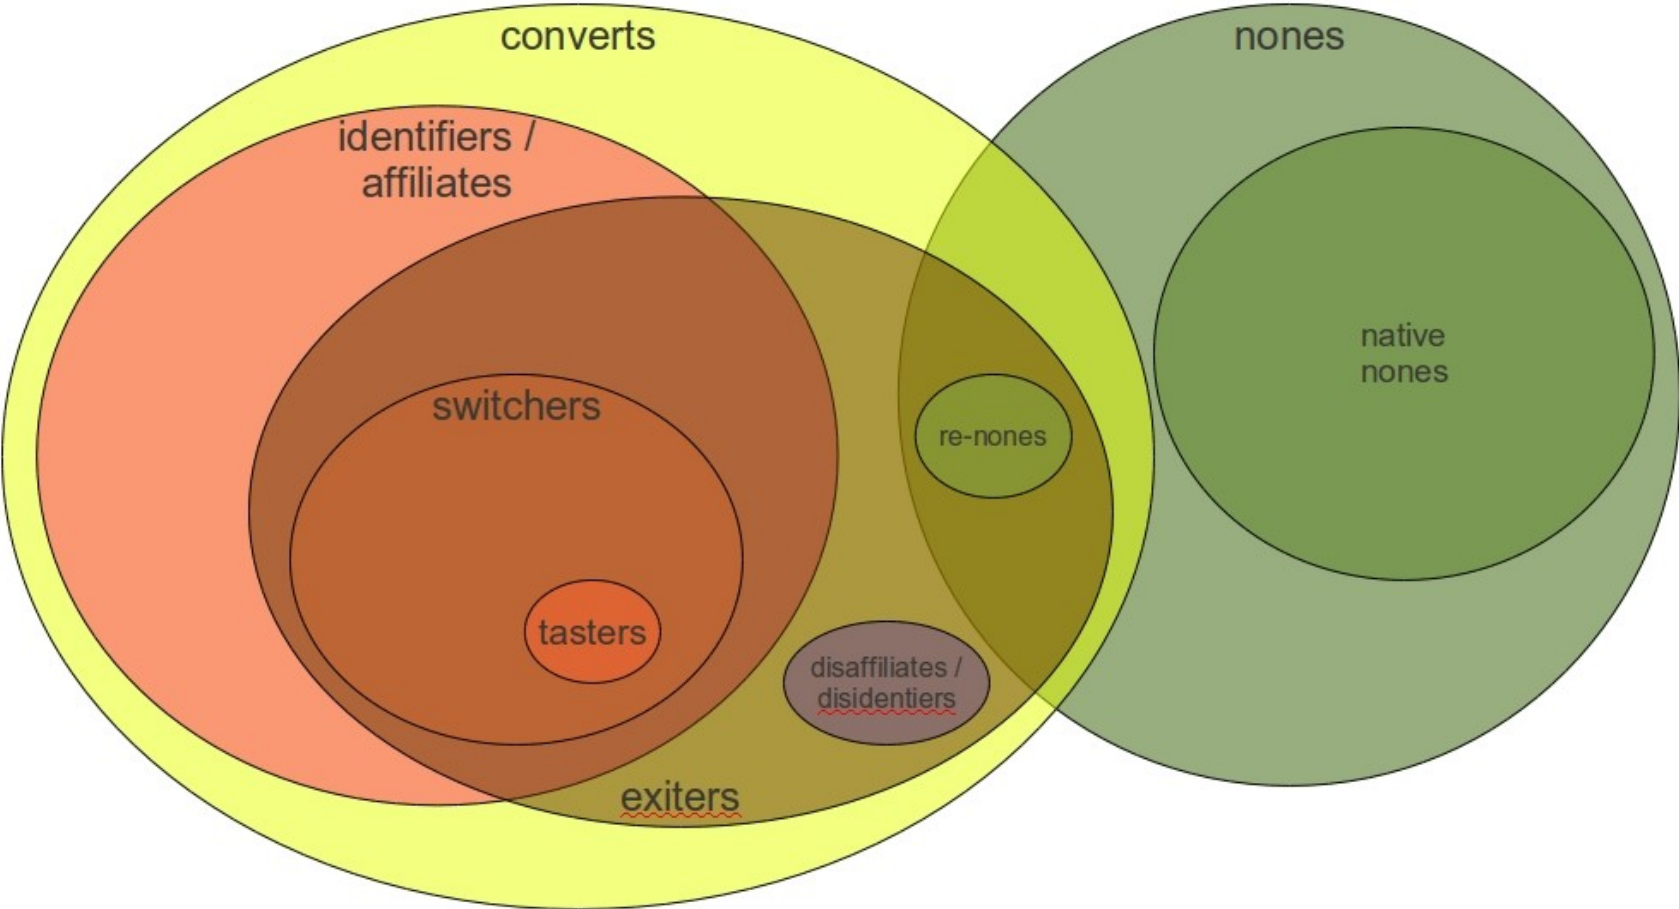 converts
nones
identifiers /
affiliates
native
nones
switchers
re-nones
tasters
disaffiliates /
disidentiers
exiters